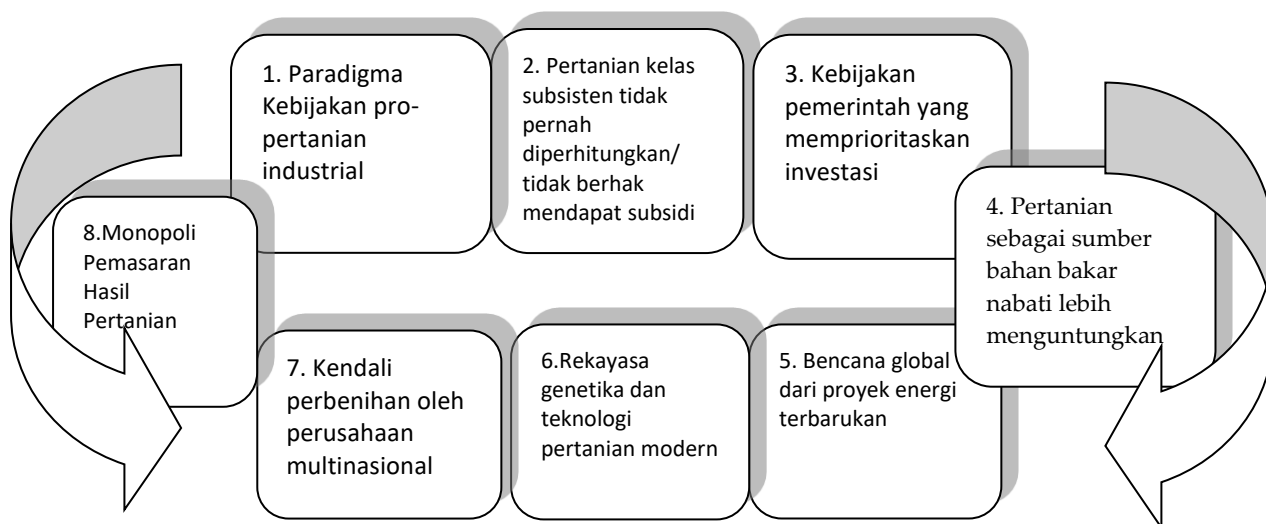 1. Paradigma
Kebijakan pro-
pertanian
industrial
2. Pertanian kelas
subsisten tidak
pernah
diperhitungkan/
tidak berhak
mendapat subsidi
3. Kebijakan
pemerintah yang
memprioritaskan
investasi
4. Pertanian
sebagai sumber
bahan bakar
nabati lebih
menguntungkan
5. Bencana global
dari proyek energi
terbarukan
6.Rekayasa
genetika dan
teknologi
pertanian modern
7. Kendali
perbenihan oleh
perusahaan
multinasional
8.Monopoli
Pemasaran
Hasil
Pertanian